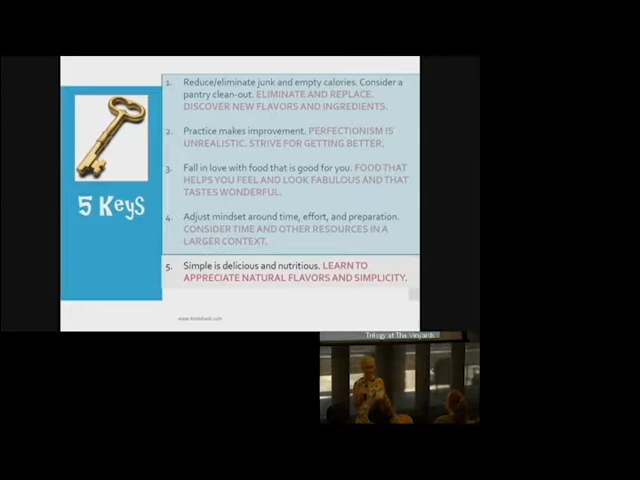 1. Reduce/eliminate junk and empty calories. Consider a
pantry clean-out. ELIMINATE AND REPLACE.
DISCOVER NEW FLAVORS AND INGREDIENTS.
2. Practice makes improvement. PERFECTIONISM IS
UNREALISTIC. STRIVE FOR GETTING BETTER.
3. Fall in love with food that is good for you. FOOD THAT
HELPS YOU FEEL AND LOOK FABULOUS AND THAT
TASTES WONDERFUL.
5 Keys
4. Adjust mindset around time, effort, and preparation.
CONSIDER TIME AND OTHER RESOURCES IN A
LARGER CONTEXT.
5. Simple is delicious and nutritious. LEARN TO
APPRECIATE NATURAL FLAVORS AND SIMPLICITY.
Trilogy at The Vinyards